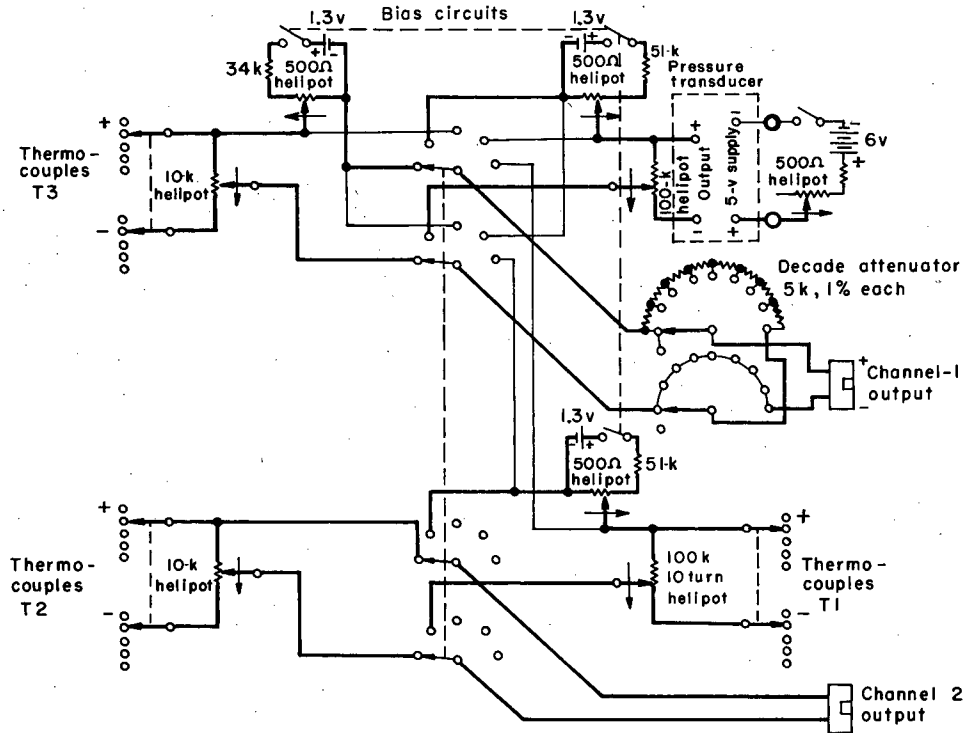 Bias circuits
1.3v
+ -
34k
500Ω
helipot
1.3v
- +
51-k
500Ω
helipot
Pressure
transducer
+
-
Output
5-v supply
-
+
100-k
helipot
-
6v
+
500Ω
helipot
+
Thermo-
couples
T3
-
10-k
helipot
Decade attenuator
5k, 1% each
+
Channel-1
output
-
1.3v
- +
51-k
500Ω
helipot
+
Thermo-
couples
T2
-
10-k
helipot
100k
10 turn
helipot
+
Thermo-
couples
T1
-
Channel 2
output